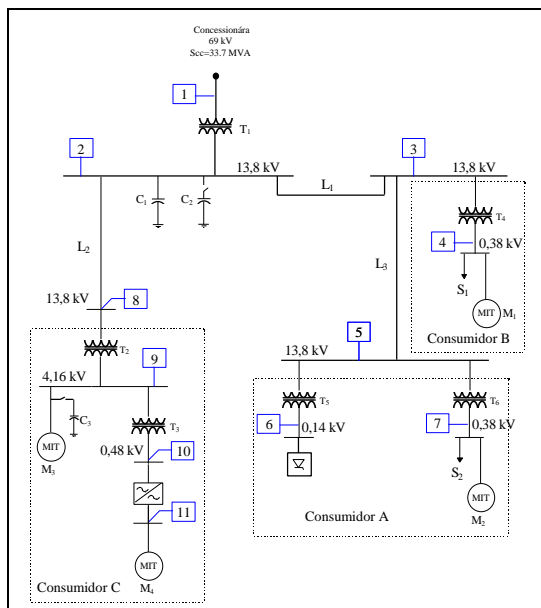 Concessionára
69 kV
Scc=33.7 MVA
1
T1
2
3
13,8 kV
13,8 kV
C1
C2
L1
T4
4
0,38 kV
L2
L3
S1
MIT
M1
13,8 kV
8
Consumidor B
5
T2
9
13,8 kV
4,16 kV
T5
T6
T3
6
0,14 kV
7
0,38 kV
C3
MIT
M3
0,48 kV
10
S2
MIT
M2
11
Consumidor A
MIT
M4
Consumidor C